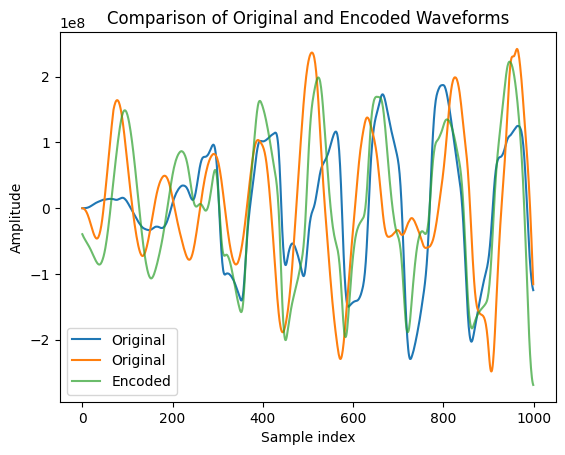 Comparison of Original and Encoded Waveforms
1e8
2
1
0
−1
−2
Amplitude
Original
Original
Encoded
0 200 400 600 800 1000
Sample index